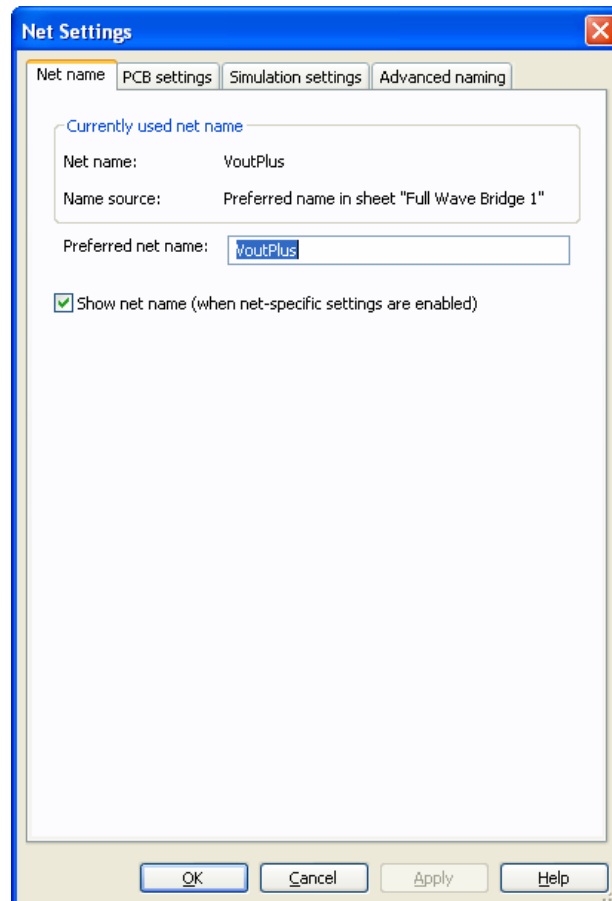 Net Settings
Net name PCB settings Simulation settings Advanced naming
Currently used net name
Net name: VoutPlus
Name source: Preferred name in sheet "Full Wave Bridge 1"
Preferred net name: VoutPlus
Show net name (when net-specific settings are enabled)
OK Cancel Apply Help